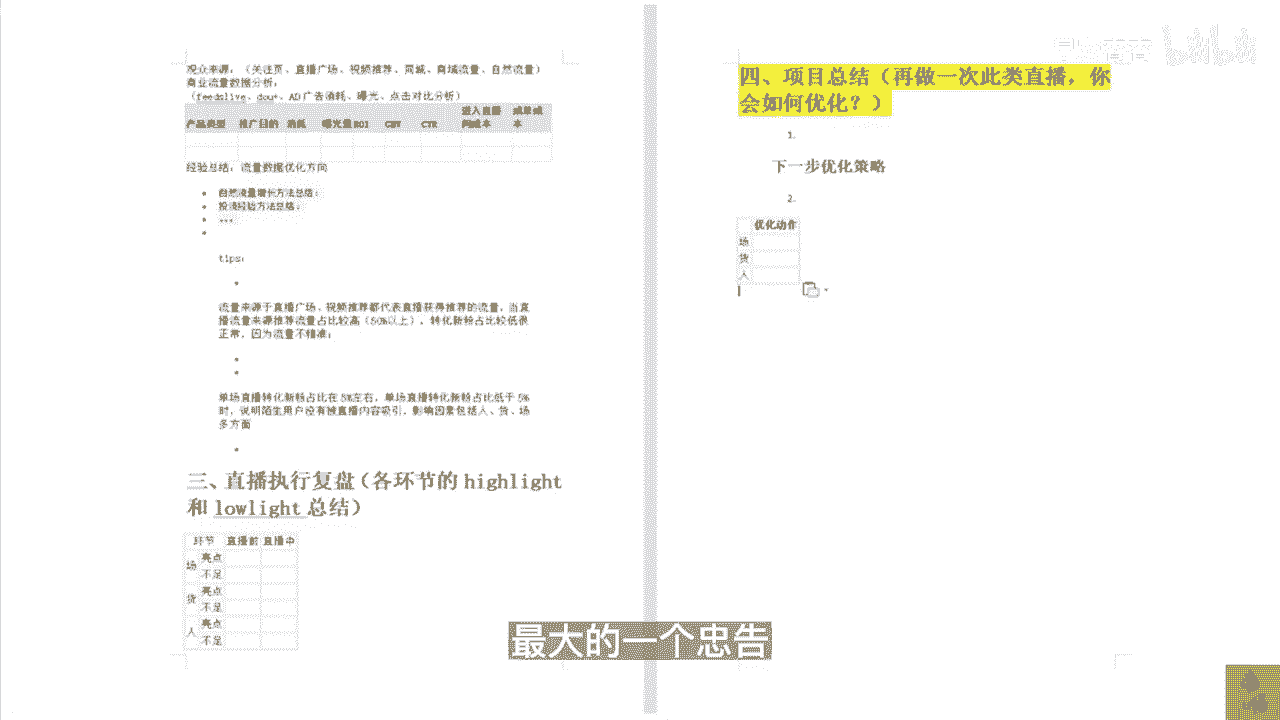 观众来源：（关注页、直播广场、视频推荐、同城、商域流量、自然流量）
商业流量数据分析：
（feedslive、dou+、AD广告消耗、曝光、点击对比分析）
产品类型 推广目的 消耗 曝光量 ROI CTR 进入直播间成本 成单成本
经验总结：流量数据优化方向
自然流量增长方法总结：
投流经验方法总结：
...
tips：
流量来源于直播广场、视频推荐都代表直播获得推荐的流量，当直
播流量来源推荐流量占比较高（50%以上），转化新粉占比较低很
正常，因为流量不精准；
单场直播转化新粉占比在5%左右，单场直播转化新粉占比低于5%
时，说明陌生用户没有被直播内容吸引，影响因素包括人、货、场
多方面
三、直播执行复盘（各环节的 highlight
和 lowlight 总结）
环节 直播前 直播中
场 亮点
不足
货 亮点
不足
人 亮点
不足
四、项目总结（再做一次此类直播，你
会如何优化？）
1.
下一步优化策略
2.
优化动作
场
货
人
最大的一个忠告
bilibili